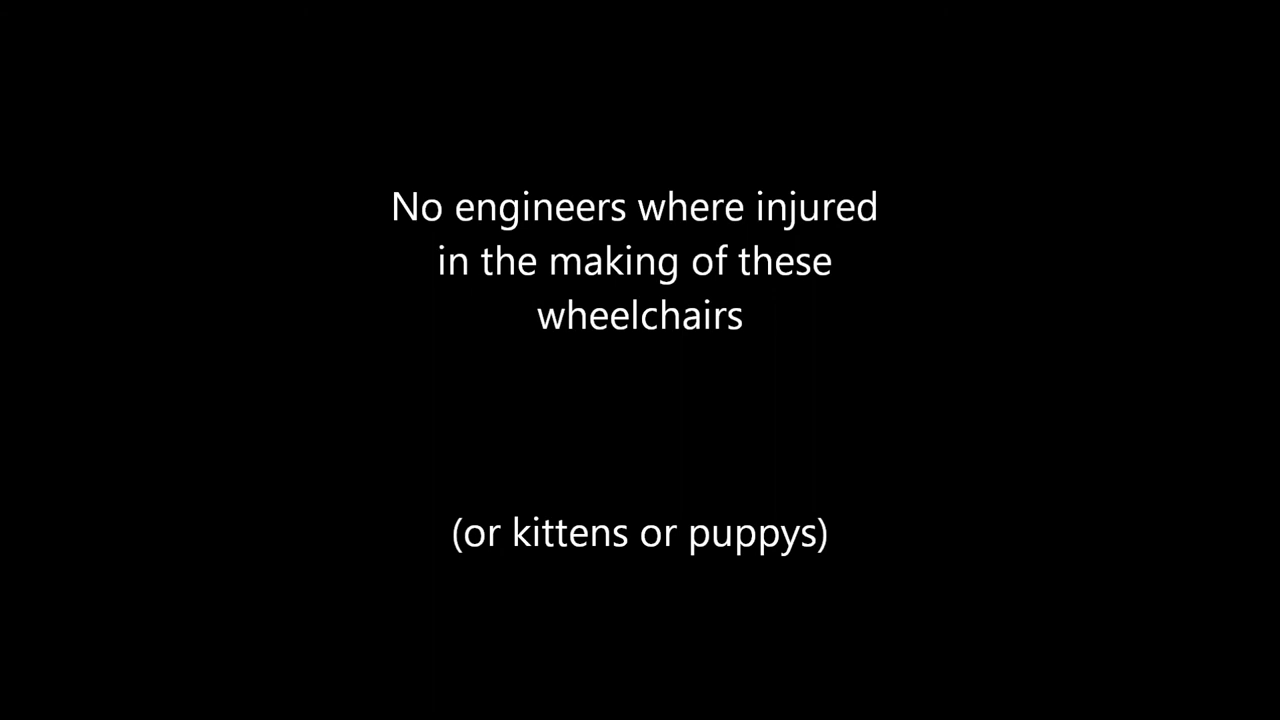 No engineers where injured
in the making of these
wheelchairs
(or kittens or puppys)